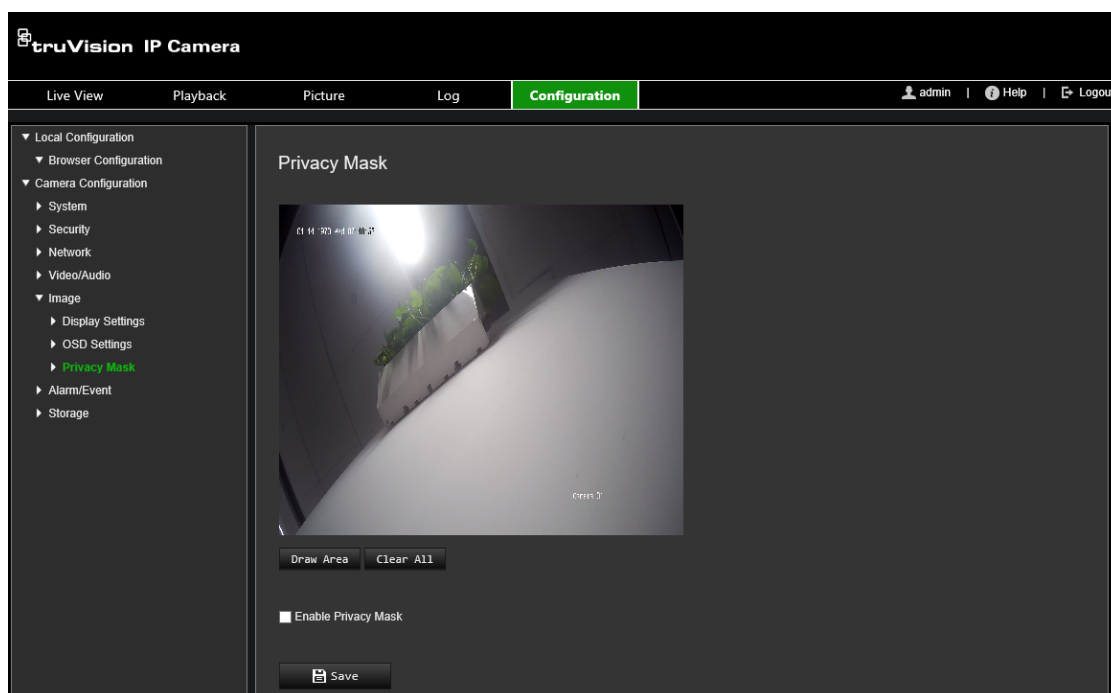 truVision IP Camera
Live View Playback Picture Log Configuration admin | Help | Logou
Local Configuration
Browser Configuration
Camera Configuration
System
Security
Network
Video/Audio
Image
Display Settings
OSD Settings
Privacy Mask
Alarm/Event
Storage
Privacy Mask
Camera 01
Draw Area Clear All
Enable Privacy Mask
Save